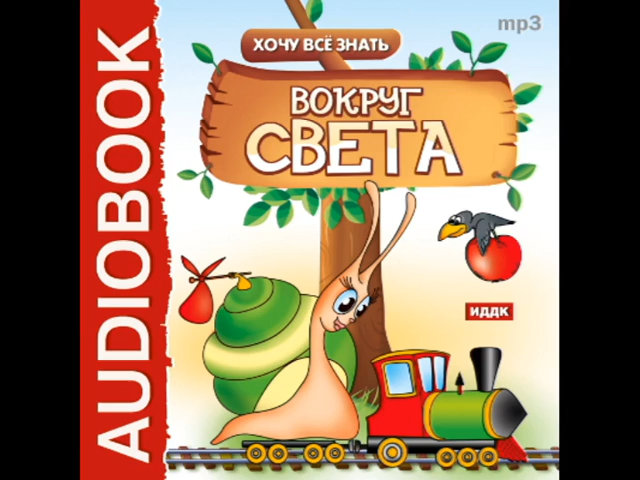 AUDIOBOOK
mp3
ХОЧУ ВСЁ ЗНАТЬ
ВОКРУГ
СВЕТА
ИДДК